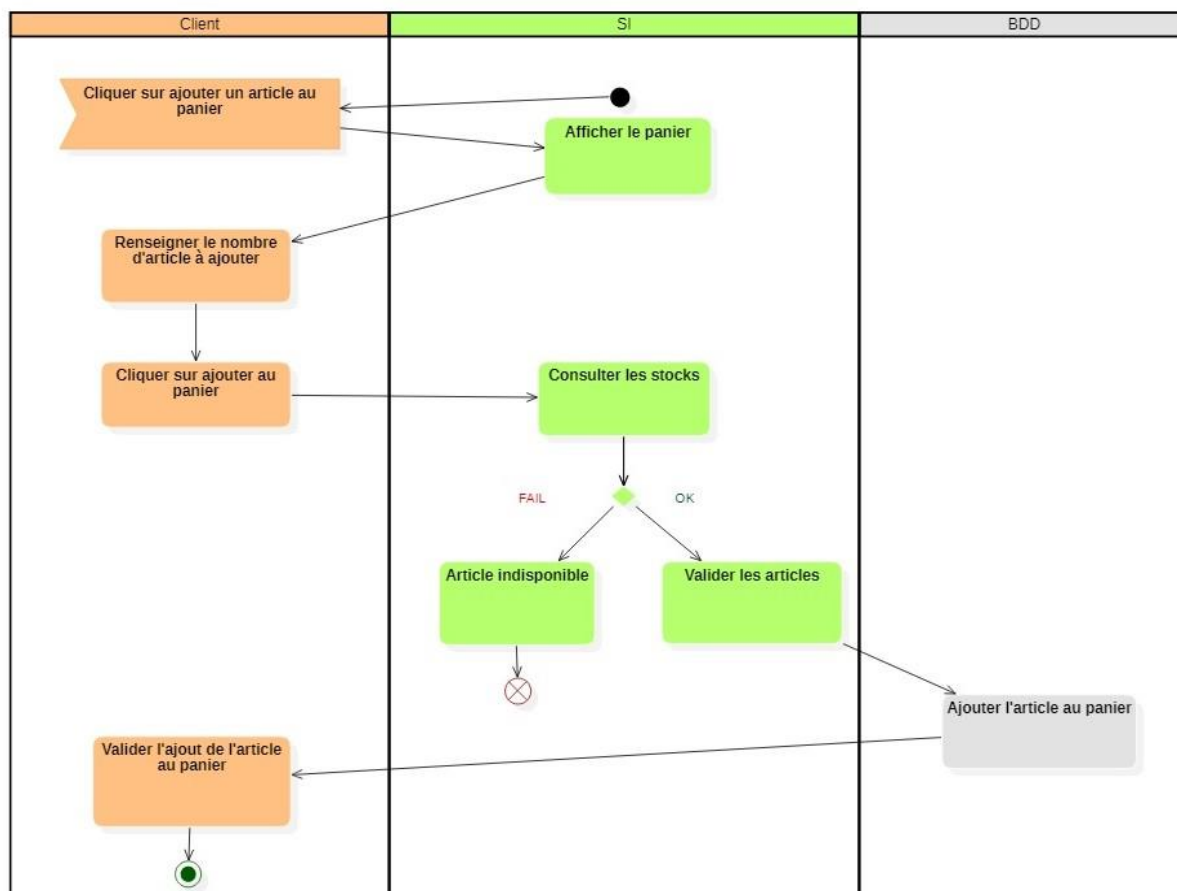 Client
SI
BDD
Cliquer sur ajouter un article au
panier
Afficher le panier
Renseigner le nombre
d'article à ajouter
Cliquer sur ajouter au
panier
Consulter les stocks
FAIL
OK
Article indisponible
Valider les articles
Ajouter l'article au panier
Valider l'ajout de l'article
au panier